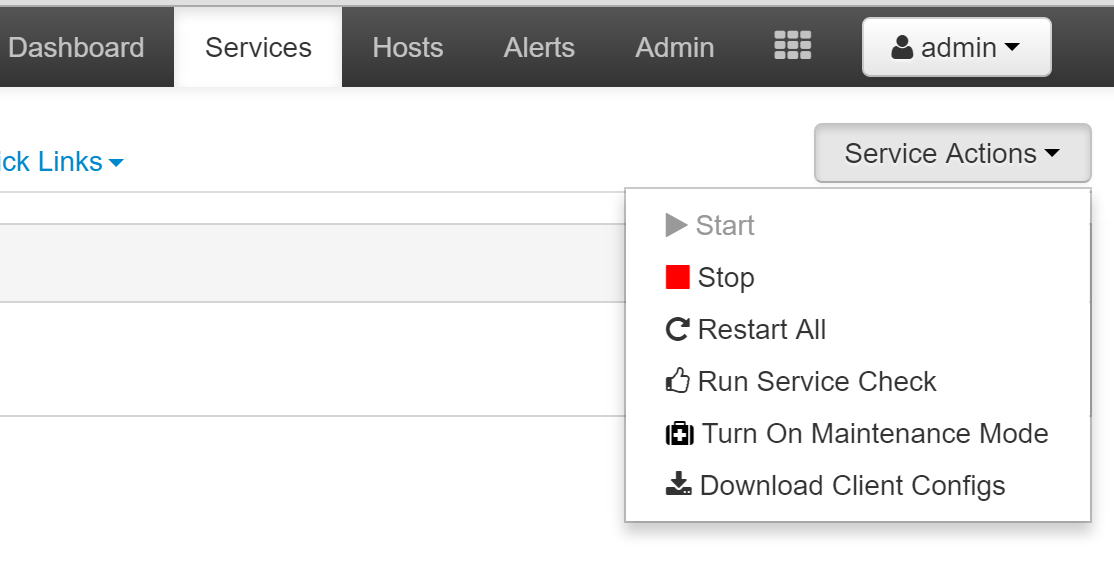 Dashboard Services Hosts Alerts Admin admin
ick Links Service Actions
Start
Stop
Restart All
Run Service Check
Turn On Maintenance Mode
Download Client Configs